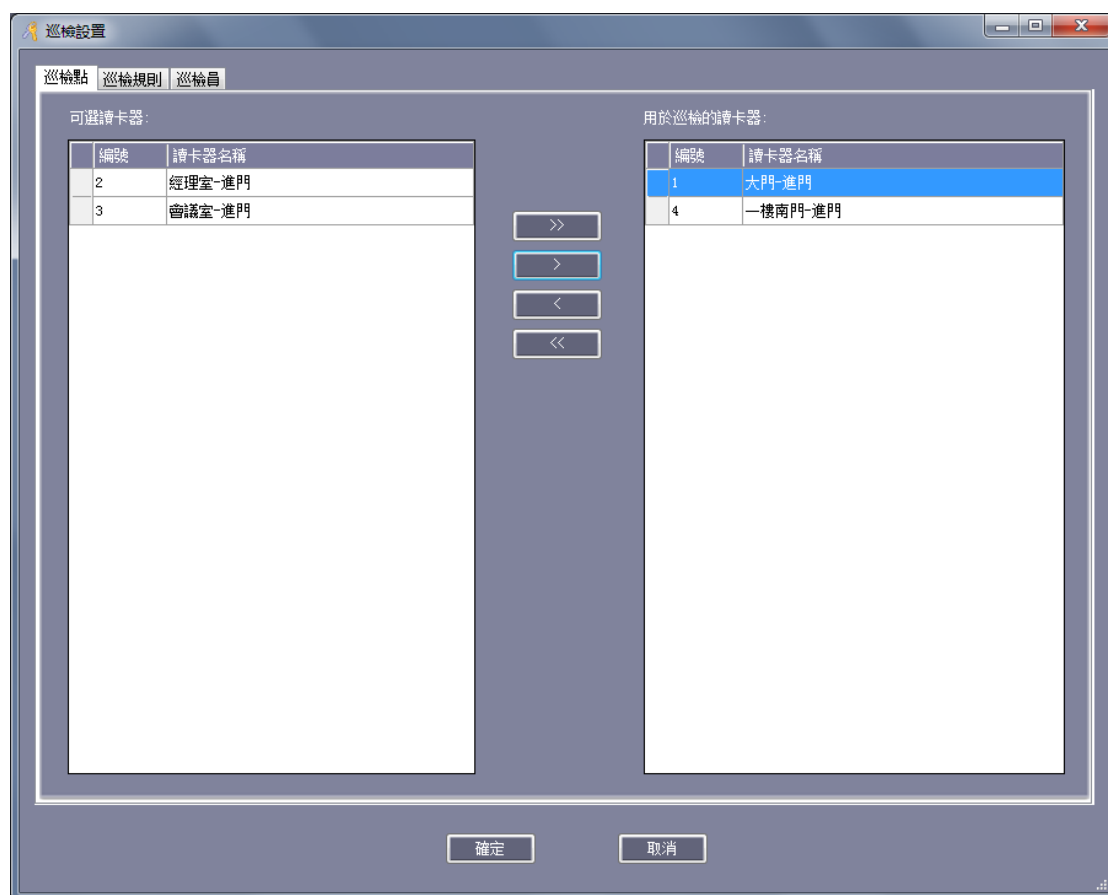 巡檢設置
巡檢點 巡檢規則 巡檢員
可選讀卡器:
編號 讀卡器名稱
2 經理室-進門
3 會議室-進門
>>
>
<
<<
用於巡檢的讀卡器:
編號 讀卡器名稱
1 大門-進門
4 一樓南門-進門
確定 取消